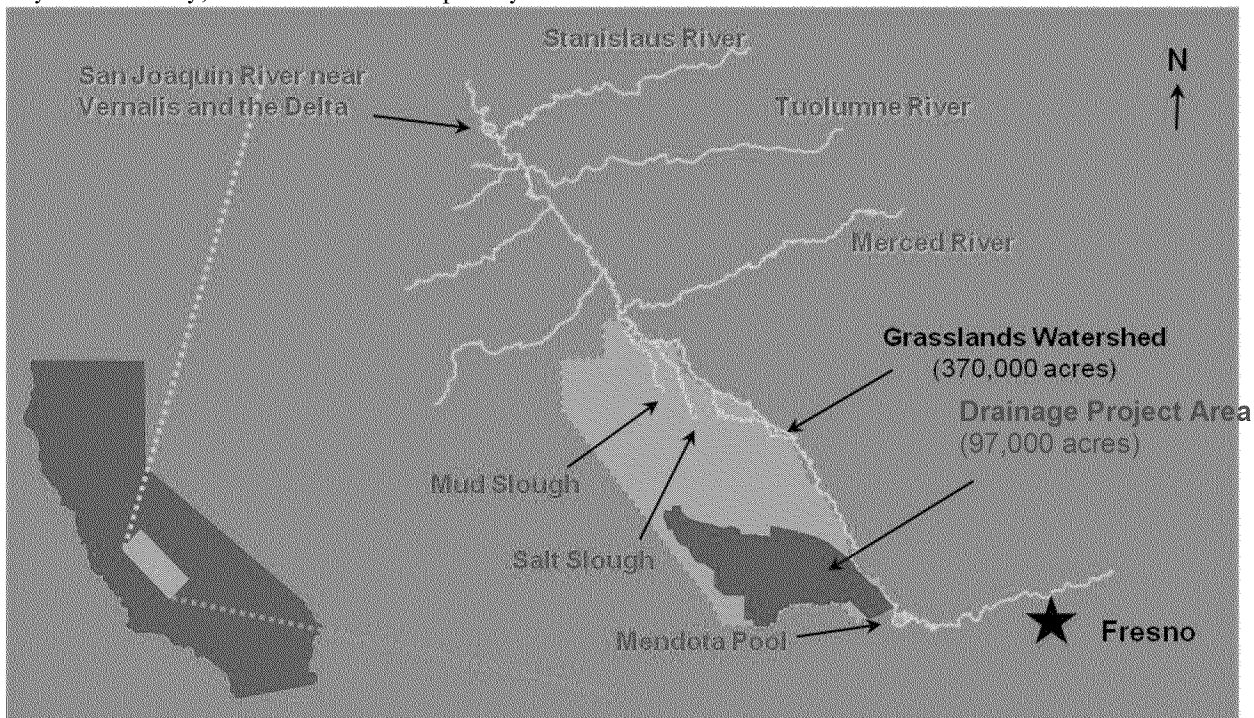 Stanislaus River
N
San Joaquin River near
Vernalis and the Delta
Tuolumne River
Merced River
Grasslands Watershed
(370,000 acres)
Drainage Project Area
(97,000 acres)
Mud Slough
Salt Slough
Mendota Pool
Fresno